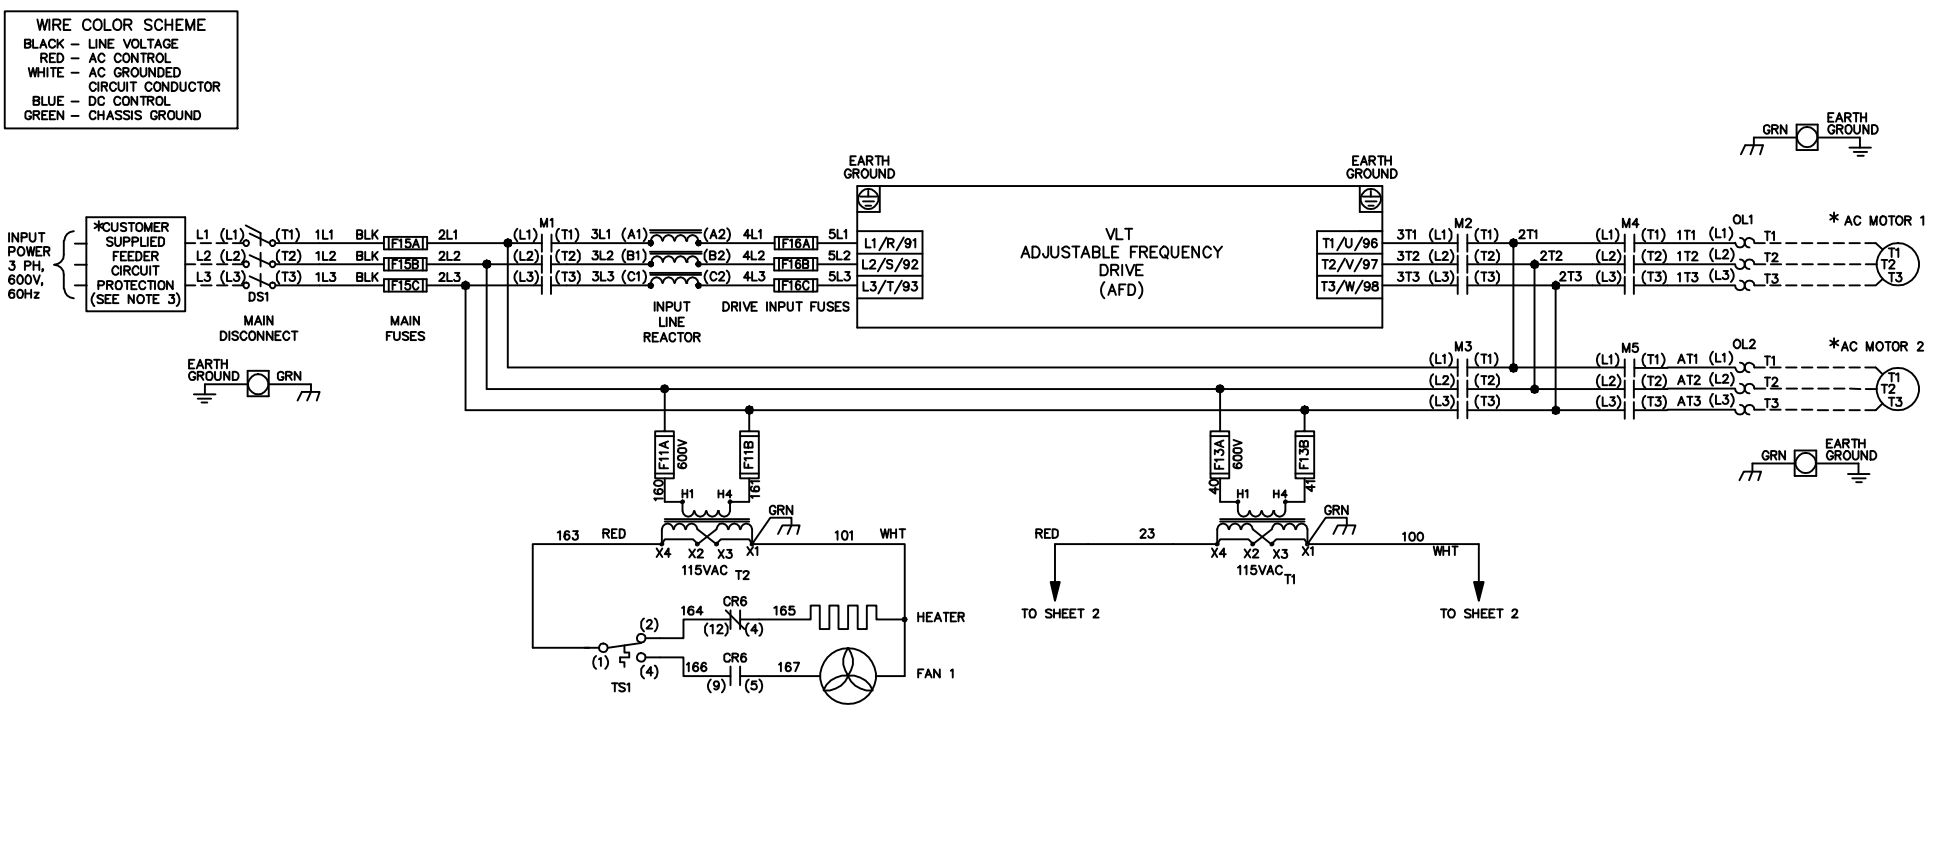 WIRE COLOR SCHEME
BLACK – LINE VOLTAGE
RED – AC CONTROL
WHITE – AC GROUNDED
CIRCUIT CONDUCTOR
BLUE – DC CONTROL
GREEN – CHASSIS GROUND
GRN
EARTH
GROUND
EARTH
GROUND
EARTH
GROUND
INPUT
POWER
3 PH,
600V,
60Hz
*CUSTOMER
SUPPLIED
FEEDER
CIRCUIT
PROTECTION
(SEE NOTE 3)
L1 (L1) (T1) 1L1 BLK F15A 2L1 (L1) M1 (T1) 3L1 (A1) (A2) 4L1 F16A 5L1 L1/R/91
L2 (L2) (T2) 1L2 BLK F15B 2L2 (L2) (T2) 3L2 (B1) (B2) 4L2 F16B 5L2 L2/S/92
L3 (L3) (T3) 1L3 BLK F15C 2L3 (L3) (T3) 3L3 (C1) (C2) 4L3 F16C 5L3 L3/T/93
DS1
MAIN
DISCONNECT
MAIN
FUSES
INPUT
LINE
REACTOR
DRIVE INPUT FUSES
VLT
ADJUSTABLE FREQUENCY
DRIVE
(AFD)
T1/U/96 3T1 (L1) M2 (T1) 2T1 (L1) M4 (T1) 1T1 (L1) OL1 T1
T2/V/97 3T2 (L2) (T2) 2T2 (L2) (T2) 1T2 (L2) T2
T3/W/98 3T3 (L3) (T3) 2T3 (L3) (T3) 1T3 (L3) T3
* AC MOTOR 1
T1
T2
T3
EARTH
GROUND
GRN
(L1) M3 (T1) (L1) M5 (T1) AT1 (L1) OL2 T1
(L2) (T2) (L2) (T2) AT2 (L2) T2
(L3) (T3) (L3) (T3) AT3 (L3) T3
*AC MOTOR 2
T1
T2
T3
GRN
EARTH
GROUND
F11A
600V
F11B
160
161
H1 H4
GRN
163 RED
X4 X2 X3 X1
101 WHT
115VAC T2
F13A
600V
F13B
40
41
H1 H4
GRN
RED 23
X4 X2 X3 X1
100 WHT
115VAC T1
TO SHEET 2
TO SHEET 2
164 CR6 165
(12) (4)
HEATER
(2)
(1)
(4)
TS1
166 CR6 167
(9) (5)
FAN 1